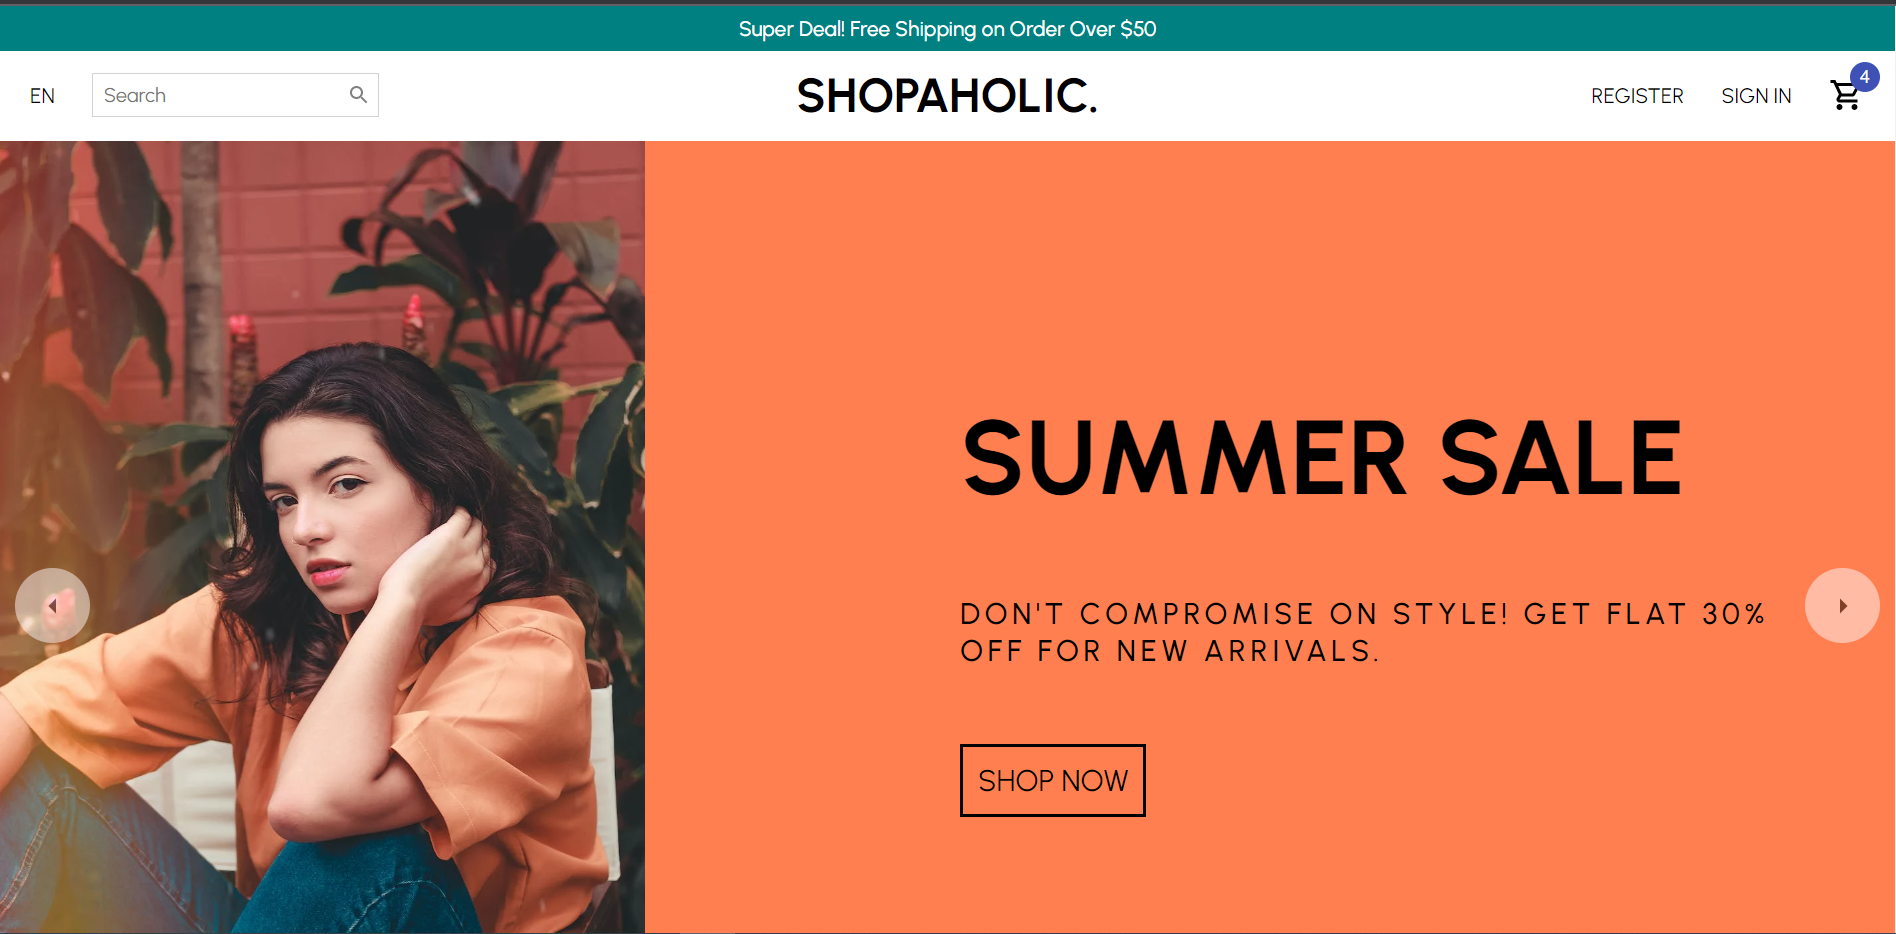 Super Deal! Free Shipping on Order Over $50
EN
Search
SHOPAHOLIC.
REGISTER
SIGN IN
4
SUMMER SALE
DON'T COMPROMISE ON STYLE! GET FLAT 30%
OFF FOR NEW ARRIVALS.
SHOP NOW